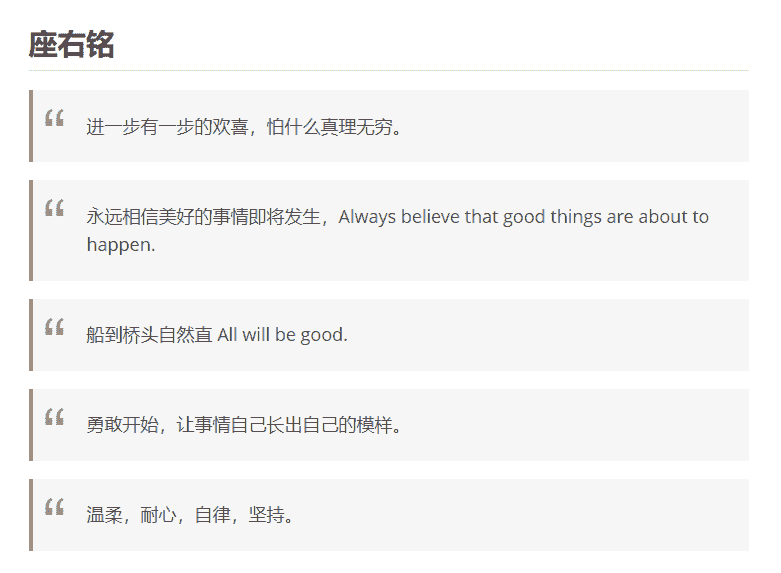 座右铭
进一步有一步的欢喜，怕什么真理无穷。
永远相信美好的事情即将发生，Always believe that good things are about to
happen.
船到桥头自然直 All will be good.
勇敢开始，让事情自己长出自己的模样。
温柔，耐心，自律，坚持。